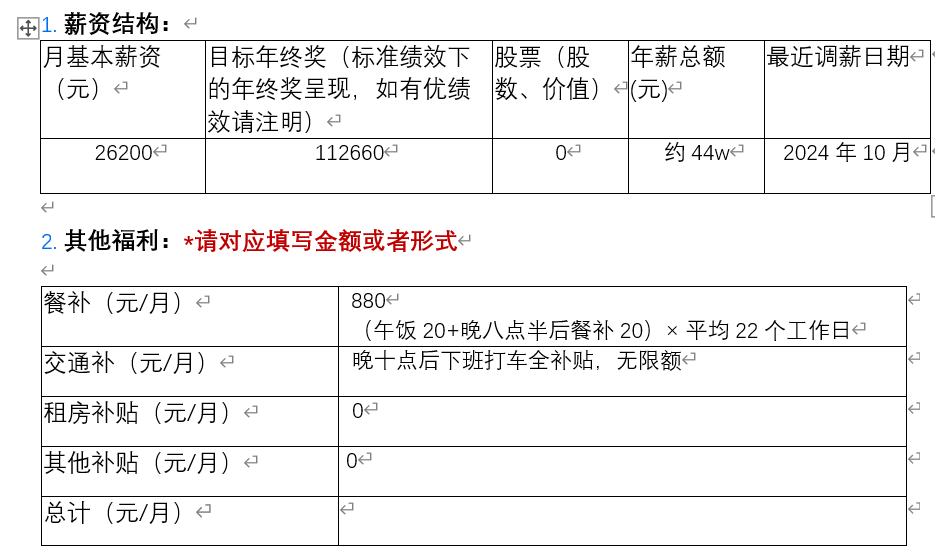 1. 薪资结构：
月基本薪资
（元）
目标年终奖（标准绩效下
的年终奖呈现，如有优绩
效请注明）
股票（股
数、价值）
年薪总额
(元)
最近调薪日期
26200
112660
0
约 44w
2024 年 10 月
2. 其他福利：*请对应填写金额或者形式
餐补（元/月）
880
（午饭 20+晚八点半后餐补 20）× 平均 22 个工作日
交通补（元/月）
晚十点后下班打车全补贴，无限额
租房补贴（元/月）
0
其他补贴（元/月）
0
总计（元/月）